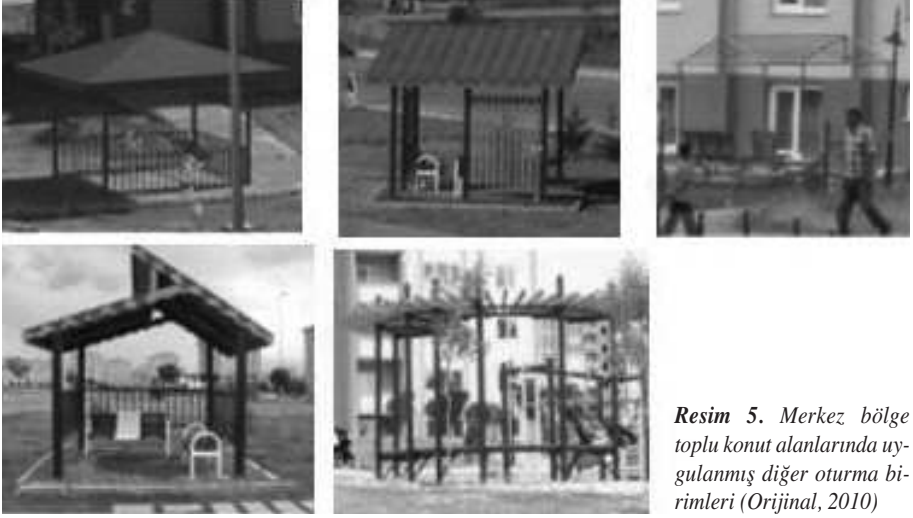 Resim 5. Merkez bölge
toplu konut alanlarında uy-
gulanmış diğer oturma bi-
rimleri (Orijinal, 2010)